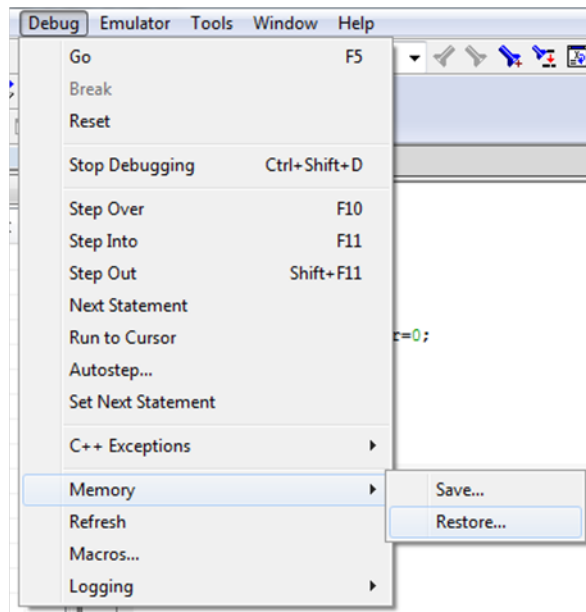 Debug Emulator Tools Window Help
Go F5
Break
Reset
Stop Debugging Ctrl+Shift+D
Step Over F10
Step Into F11
Step Out Shift+F11
Next Statement
Run to Cursor
r=0;
Autostep...
Set Next Statement
C++ Exceptions
Memory
Save...
Refresh
Restore...
Macros...
Logging